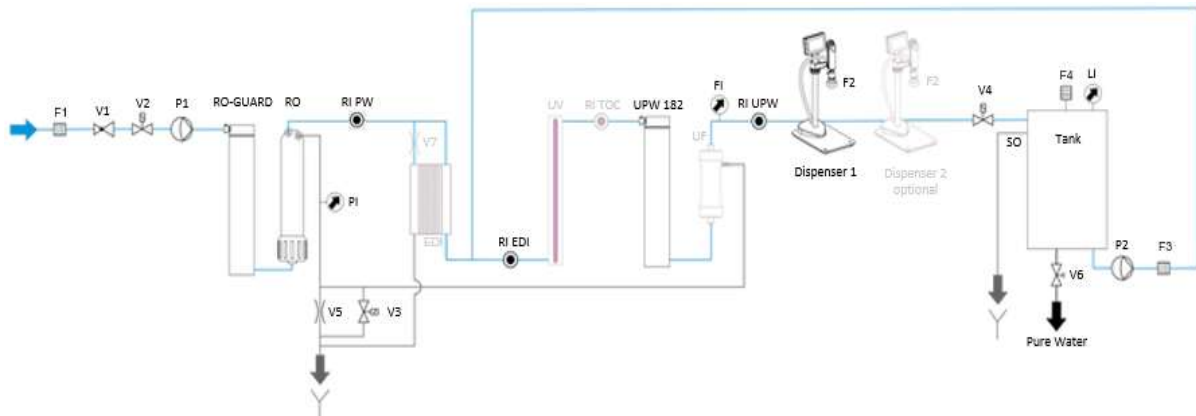 F1
V1
V2
P1
RO-GUARD
RO
RI PW
V7
PI
EDI
RI EDI
V5
V3
UV
RI TOC
UPW 182
UF
FI
RI UPW
F2
Dispenser 1
F2
Dispenser 2
optional
V4
SO
F4
LI
Tank
P2
F3
V6
Pure Water